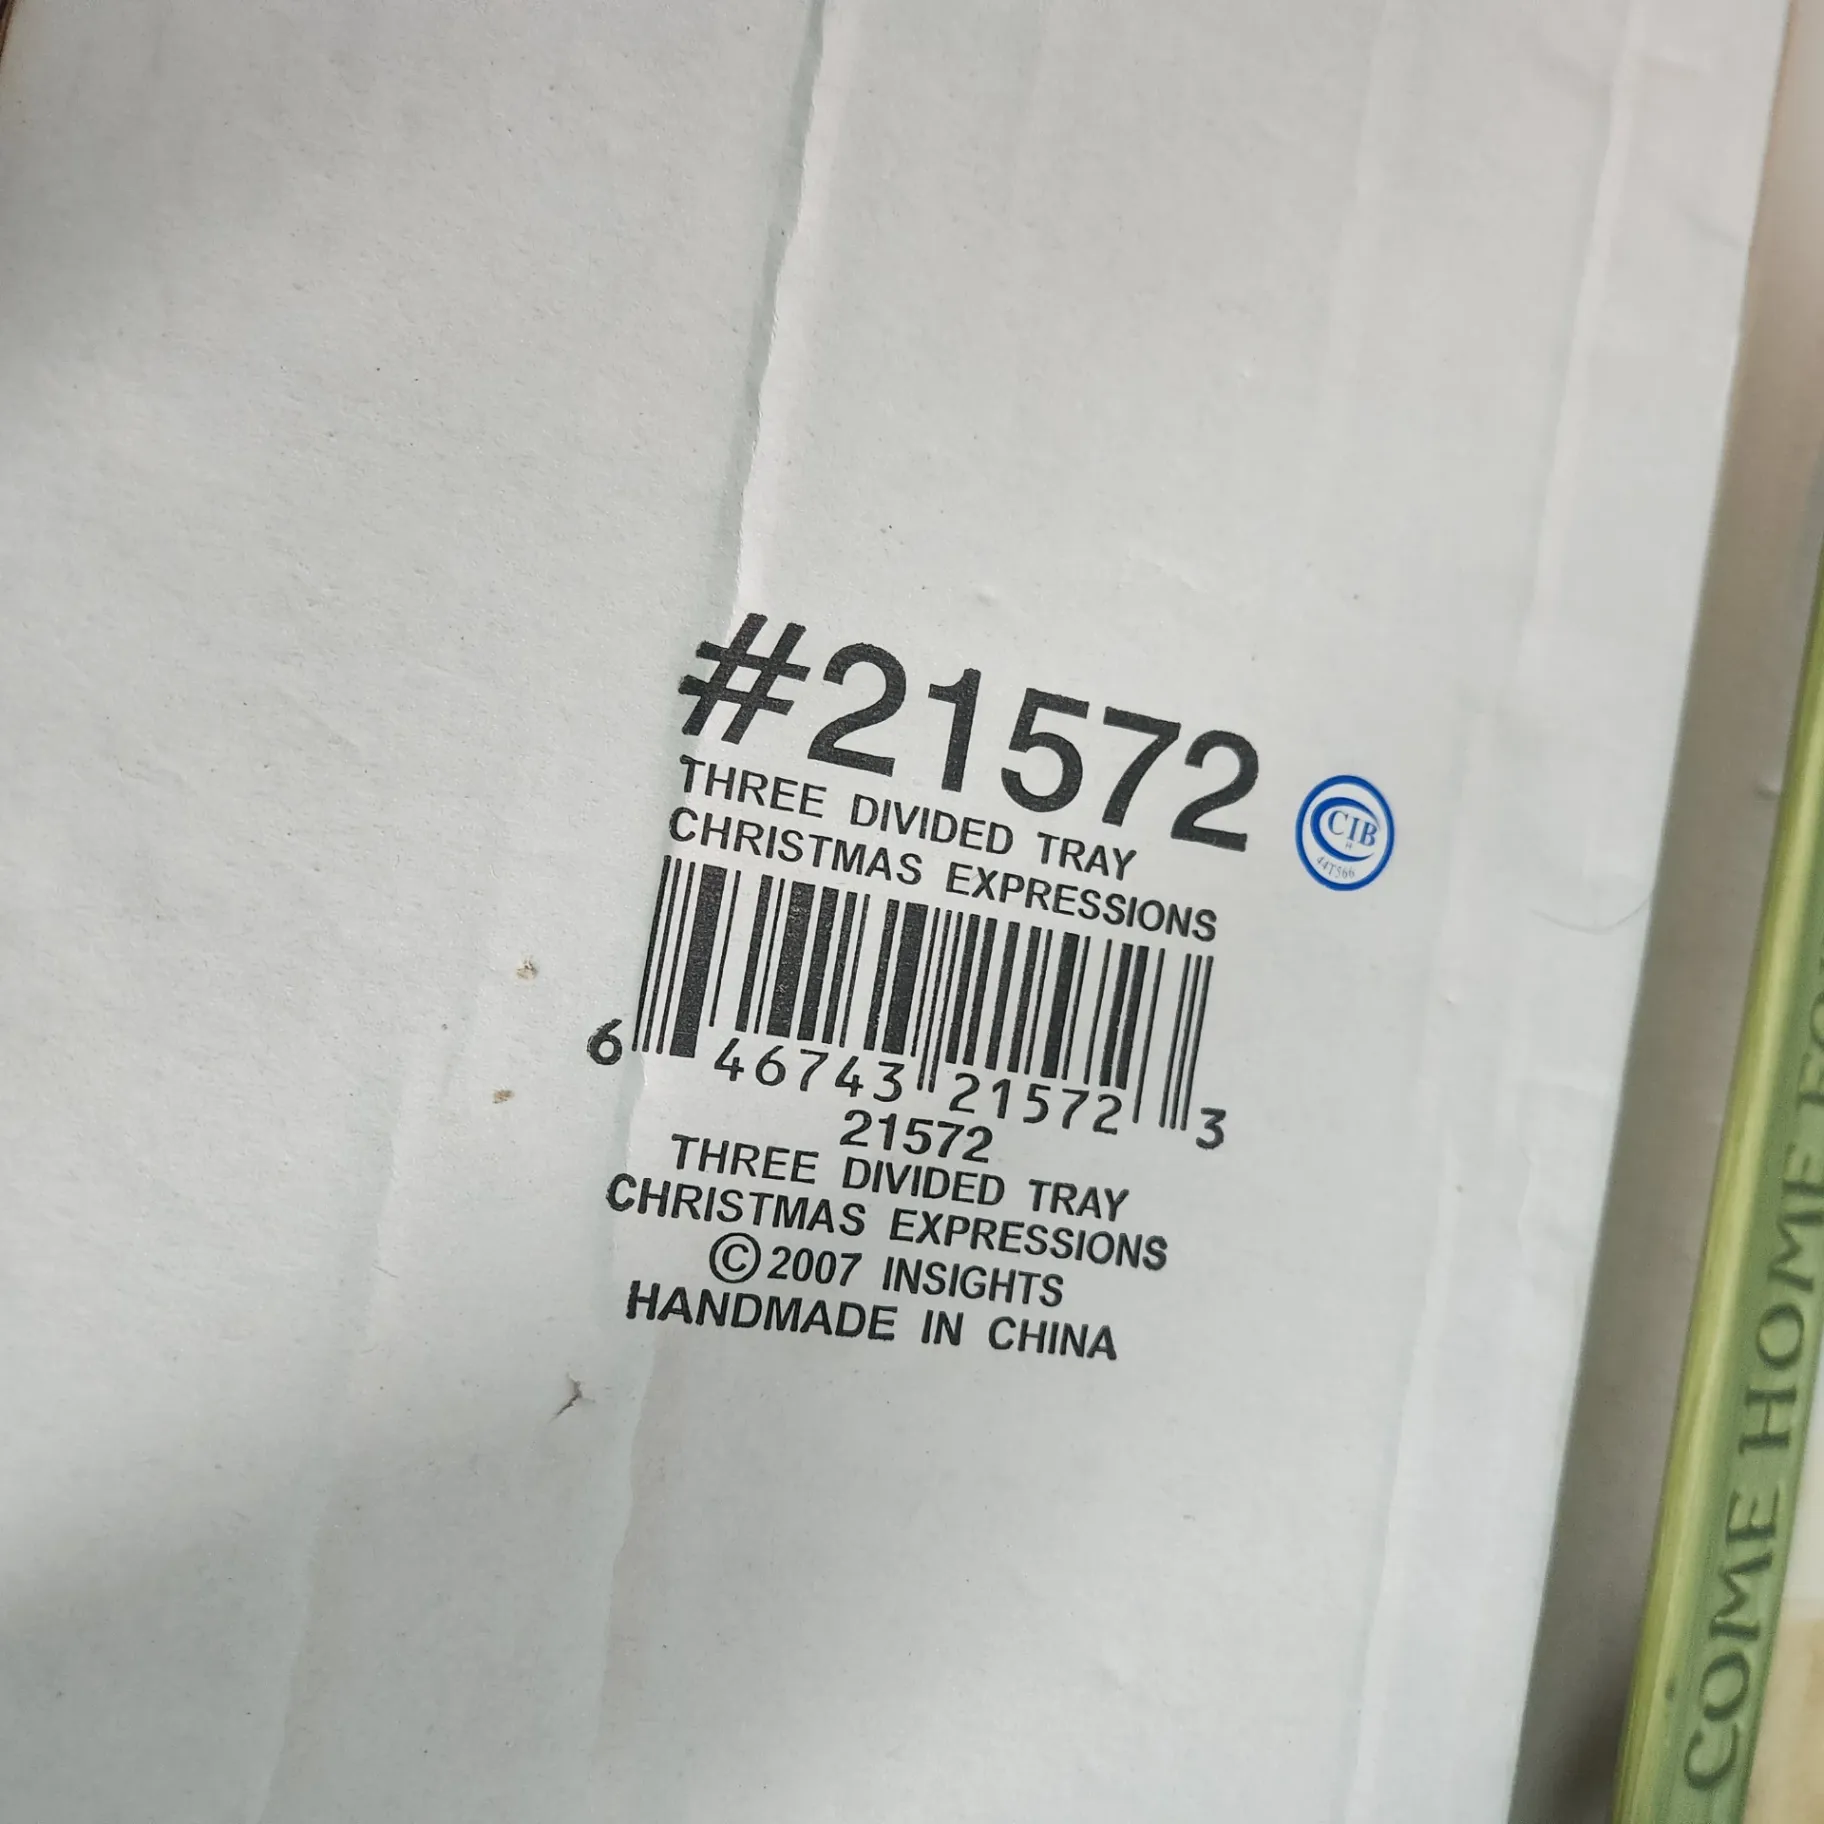 #21572
THREE DIVIDED TRAY
CHRISTMAS EXPRESSIONS
6 46743 21572 3
21572
THREE DIVIDED TRAY
CHRISTMAS EXPRESSIONS
©2007 INSIGHTS
HANDMADE IN CHINA
CIB
44T566
COME HOME